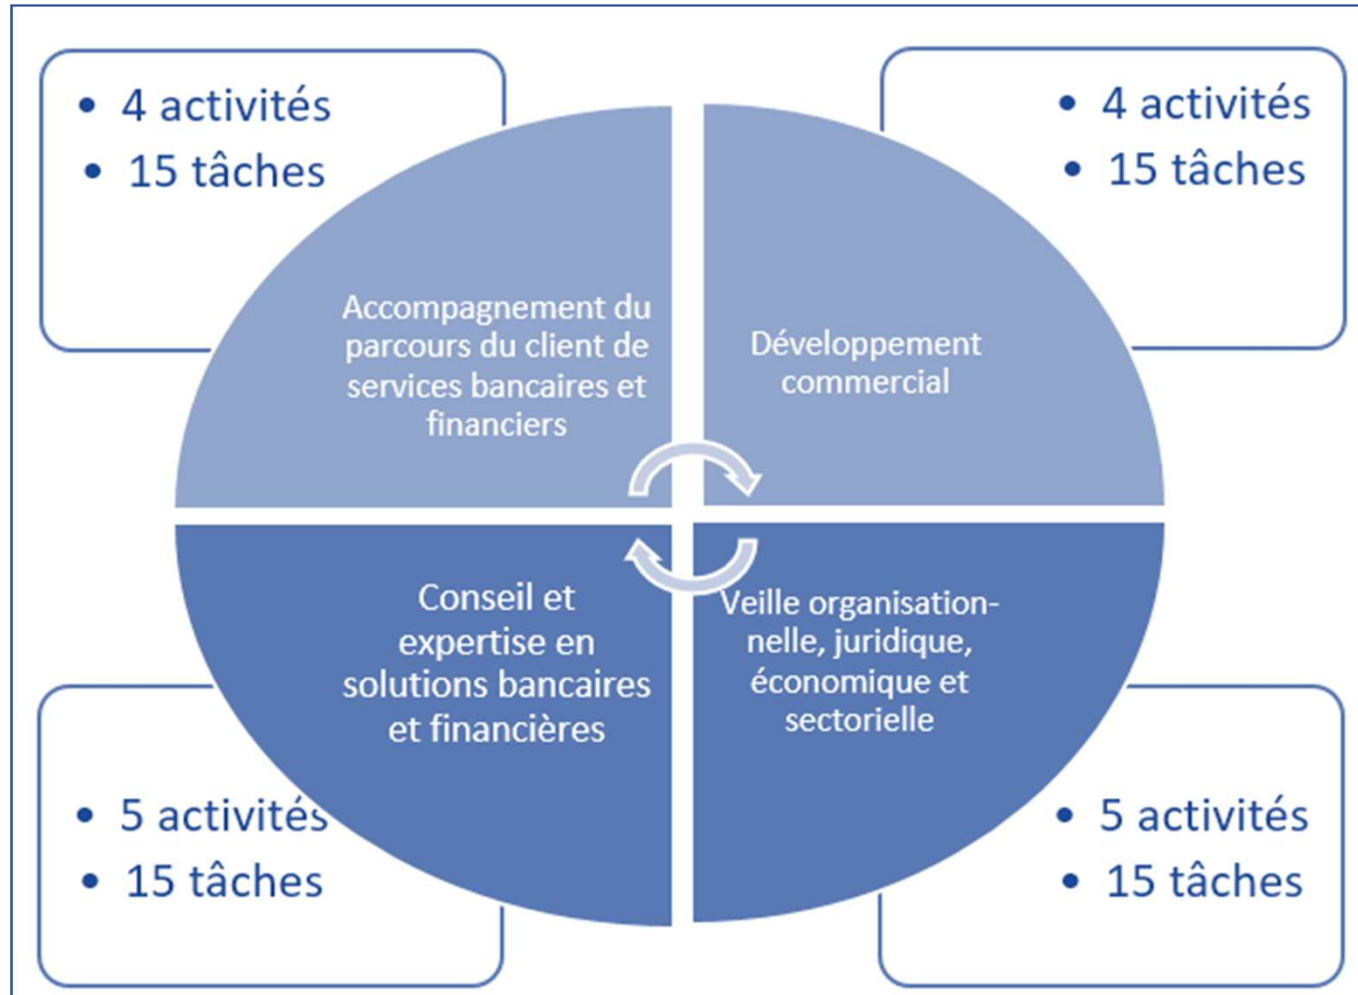 • 4 activités
• 15 tâches
• 4 activités
• 15 tâches
Accompagnement du
parcours du client de
services bancaires et
financiers
Développement
commercial
Conseil et
expertise en
solutions bancaires
et financières
Veille organisation-
nelle, juridique,
économique et
sectorielle
• 5 activités
• 15 tâches
• 5 activités
• 15 tâches